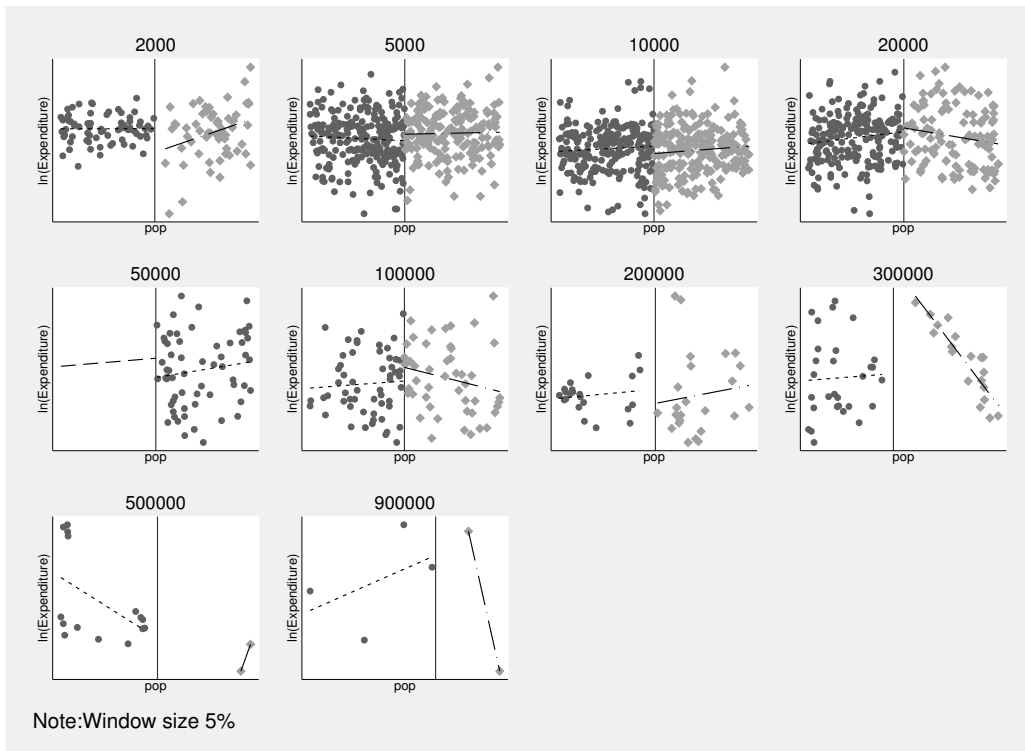 2000
5000
10000
20000
ln(Expenditure)
pop
ln(Expenditure)
pop
ln(Expenditure)
pop
ln(Expenditure)
pop
50000
100000
200000
300000
ln(Expenditure)
pop
ln(Expenditure)
pop
ln(Expenditure)
pop
ln(Expenditure)
pop
500000
900000
ln(Expenditure)
pop
ln(Expenditure)
pop
Note:Window size 5%